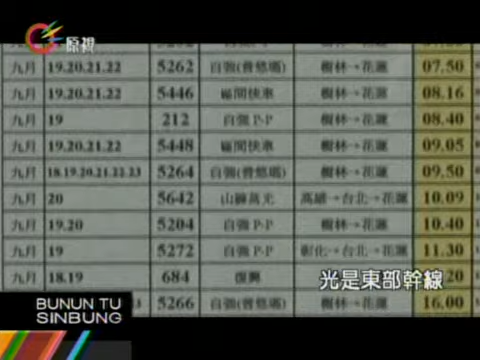 原視
九月 19.20.21.22 5262 自強(普悠瑪) 樹林→花蓮 07.50
九月 19.20.21.22 5446 區間快車 樹林→花蓮 08.16
九月 19 212 自強 P-P 樹林→花蓮 08.40
九月 19.20.21.22 5448 區間快車 樹林→花蓮 09.05
九月 18.19.20.21.22.23 5264 自強(普悠瑪) 樹林→花蓮 09.50
九月 20 5642 山線莒光 高雄→台北→花蓮 10.09
九月 19.20 5204 自強 P-P 樹林→花蓮 10.40
九月 19 5272 自強 P-P 彰化→台北→花蓮 11.30
九月 18.19 684 復興 20
5266 自強(普悠瑪) 樹林→花蓮 16.00
光是東部幹線
BUNUN TU
SINBUNG